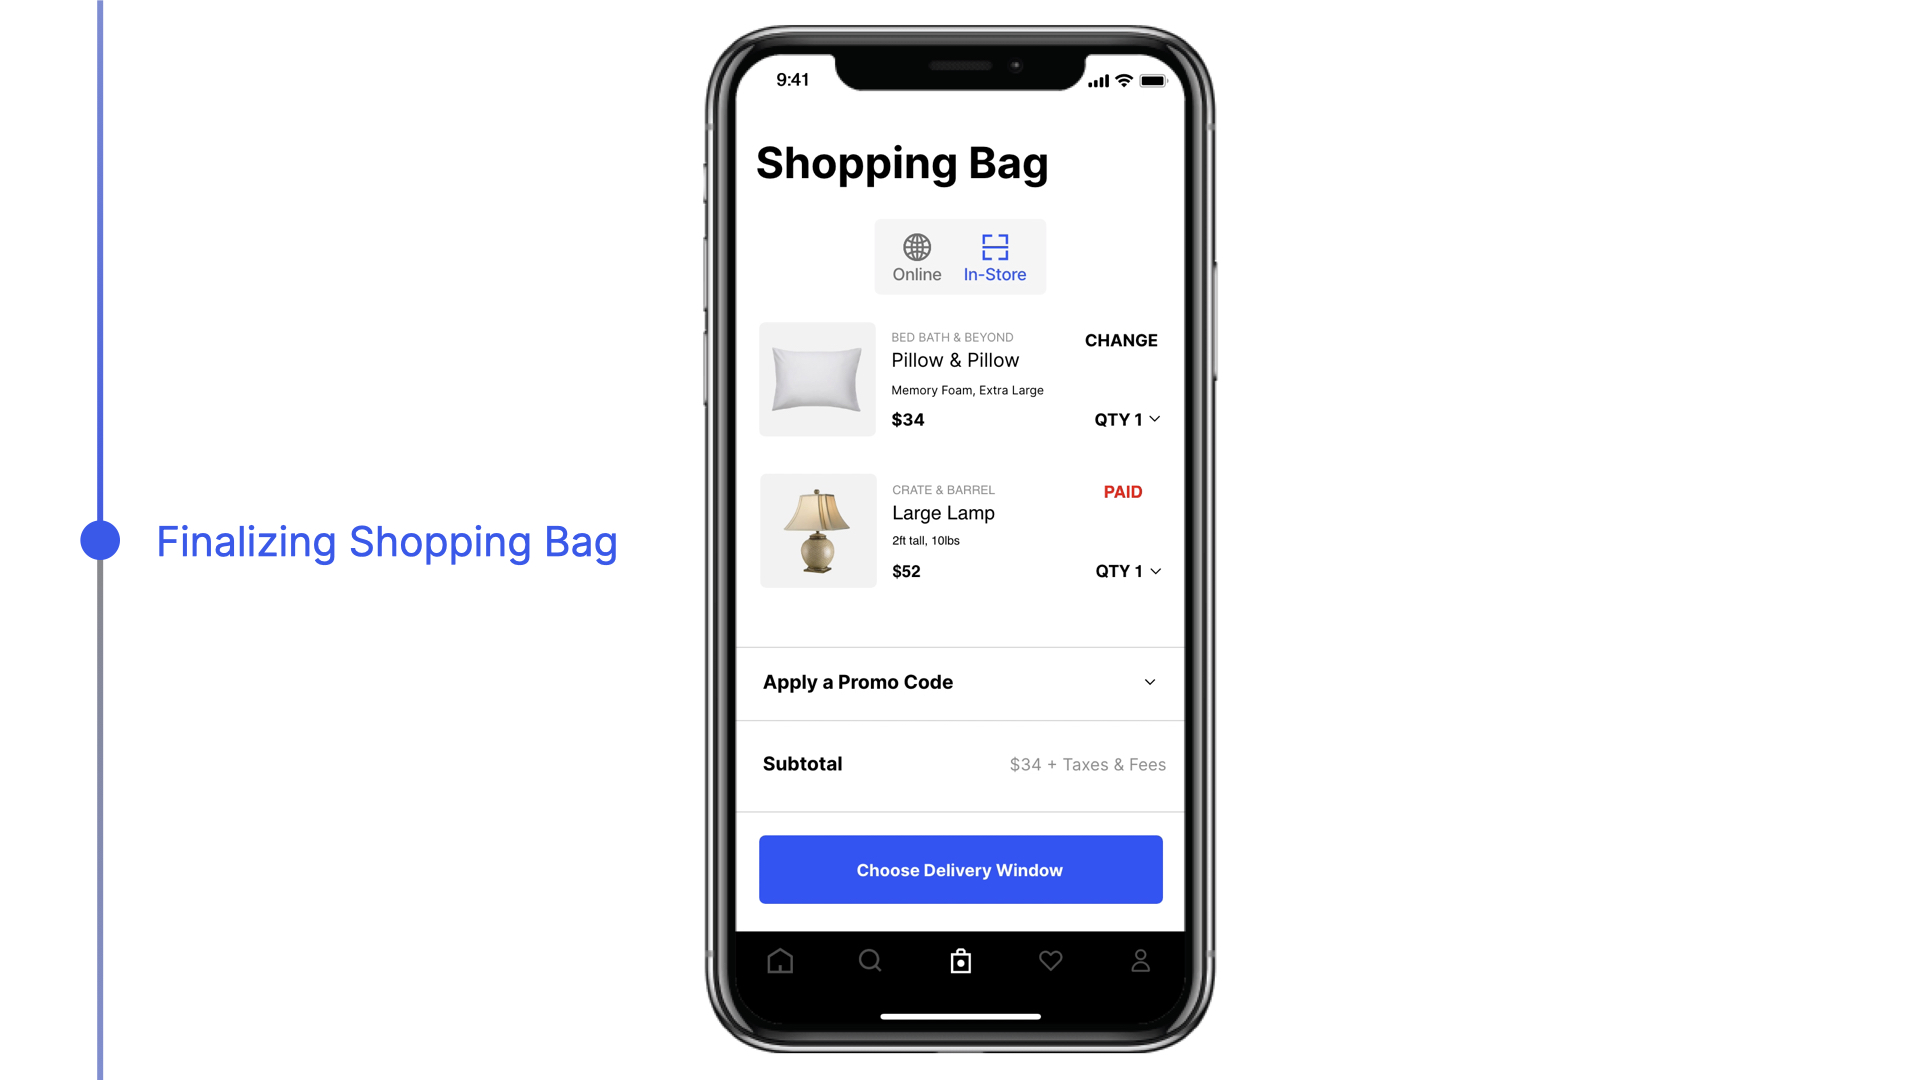 9:41
Shopping Bag
Online
In-Store
BED BATH & BEYOND
CHANGE
Pillow & Pillow
Memory Foam, Extra Large
$34
QTY 1
CRATE & BARREL
PAID
Large Lamp
2ft tall, 10lbs
$52
QTY 1
Finalizing Shopping Bag
Apply a Promo Code
Subtotal
$34 + Taxes & Fees
Choose Delivery Window